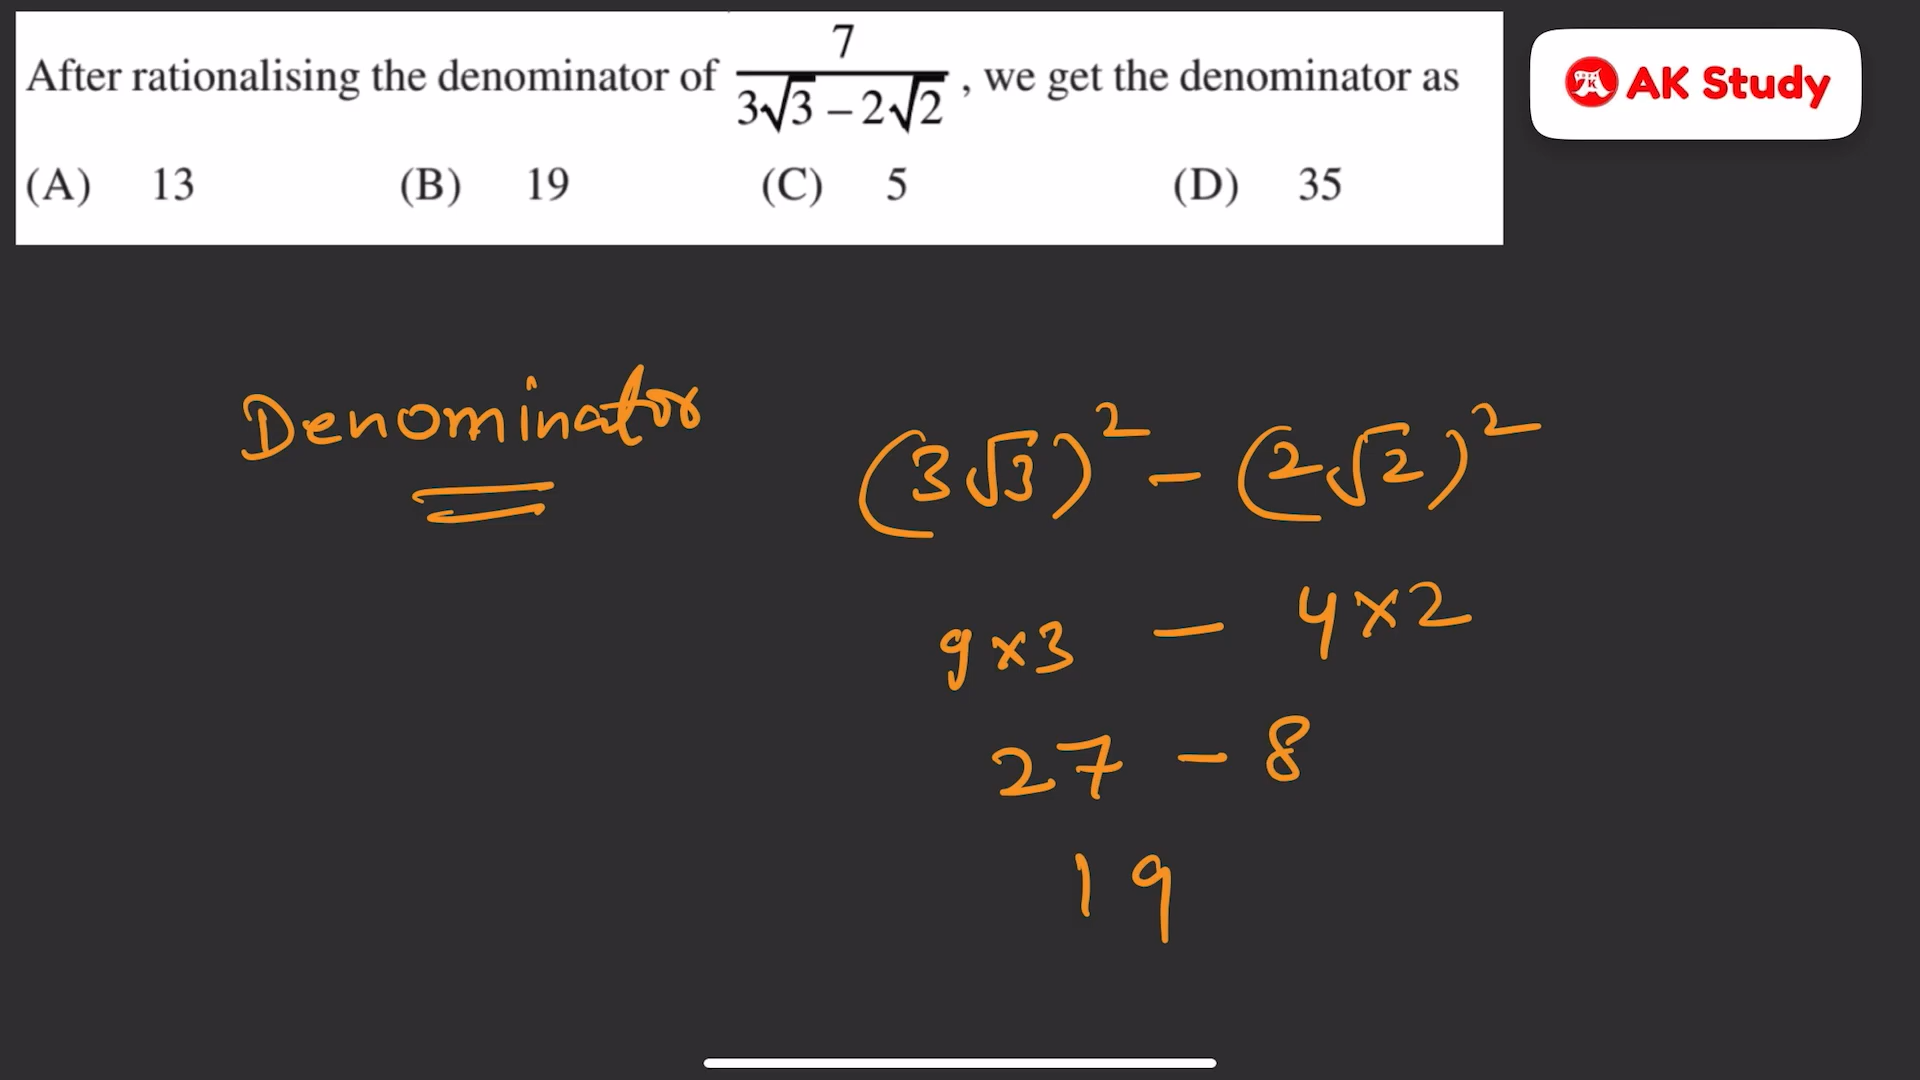 After rationalising the denominator of 7/(3√3 – 2√2), we get the denominator as
(A) 13 (B) 19 (C) 5 (D) 35
AK Study
Denominator
(3√3)² – (2√2)²
9×3 – 4×2
27 – 8
19